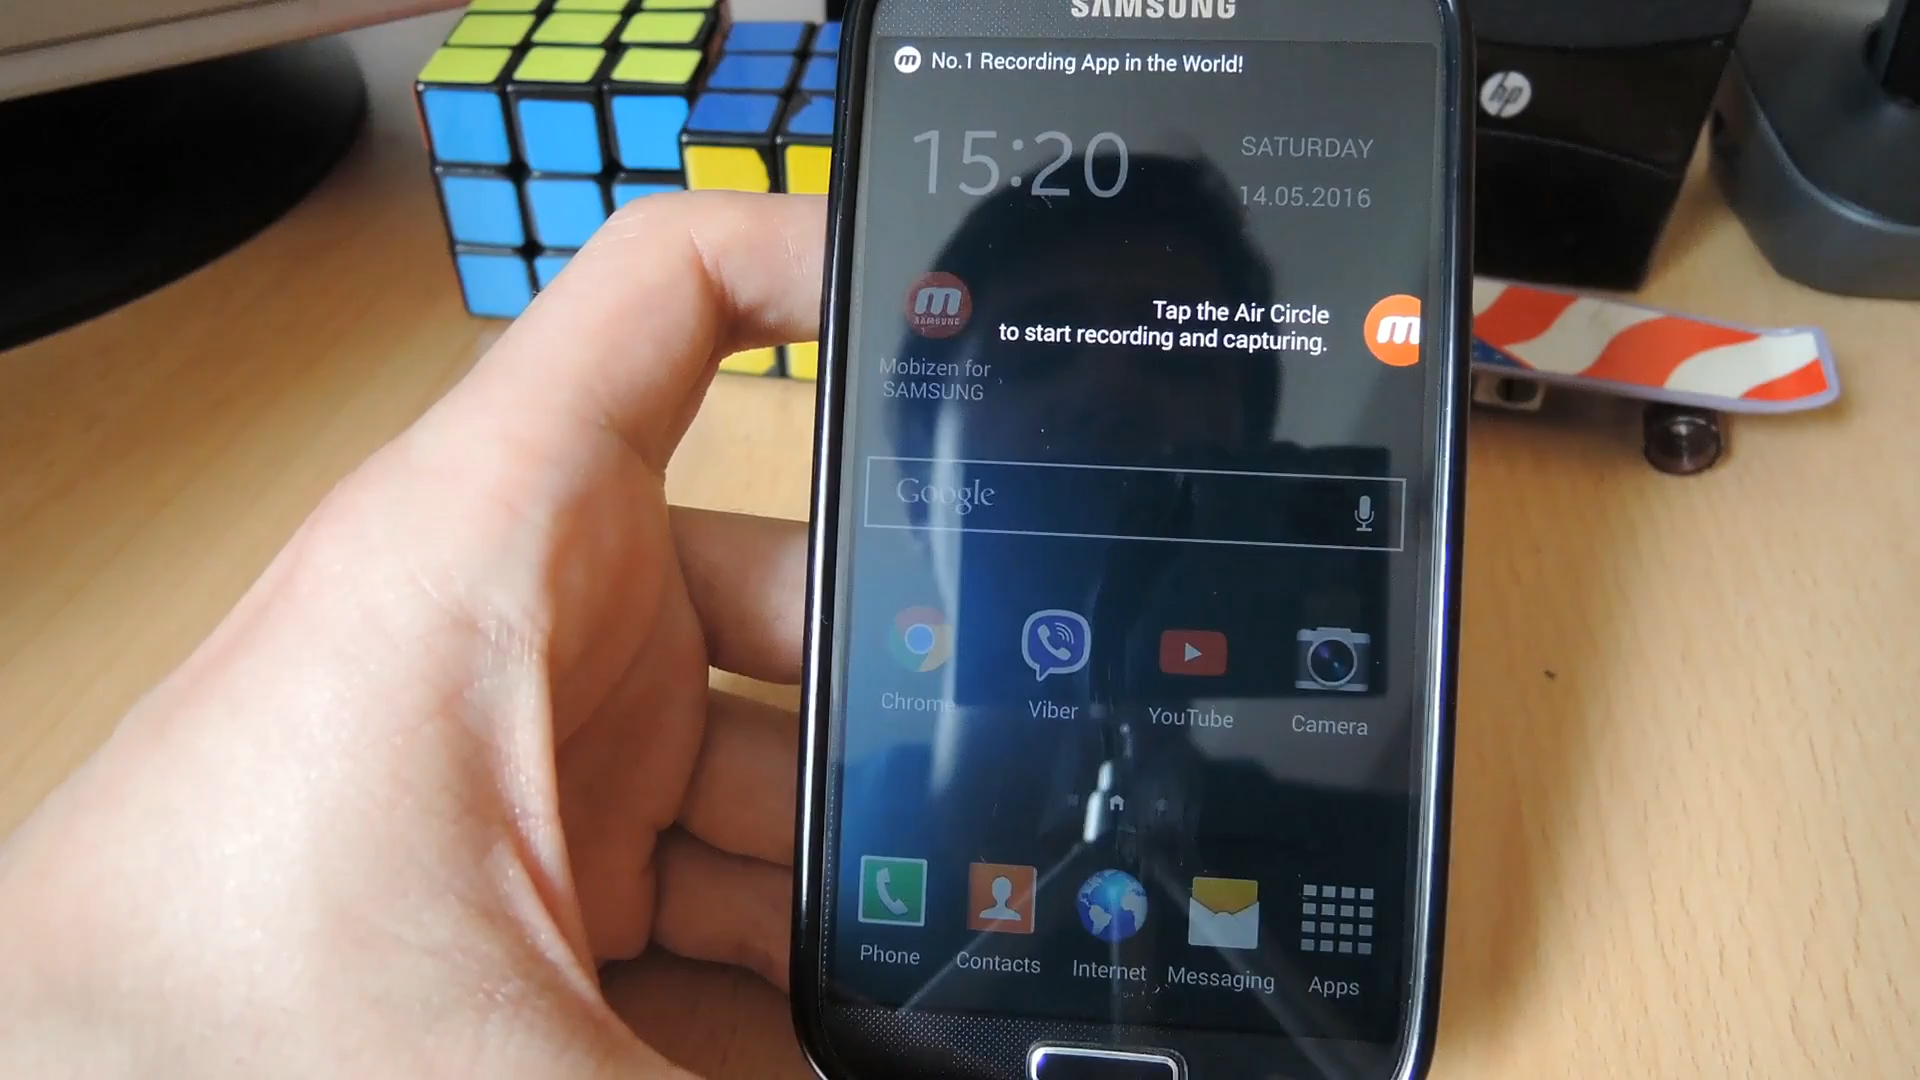 SAMSUNG
m No.1 Recording App in the World!
15:20
SATURDAY
14.05.2016
hp
m
SAMSUNG
Tap the Air Circle
to start recording and capturing.
m
Mobizen for
SAMSUNG
Google
Chrome
Viber
YouTube
Camera
Phone
Contacts
Internet
Messaging
Apps